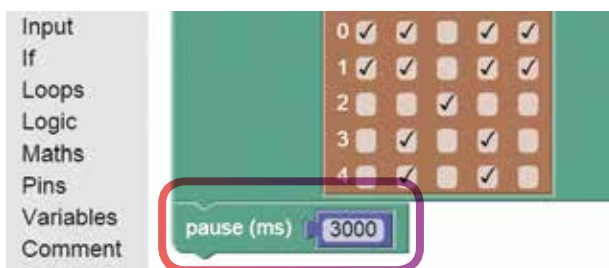 Input
If
Loops
Logic
Maths
Pins
Variables
Comment
0
1
2
3
4
pause (ms) 3000